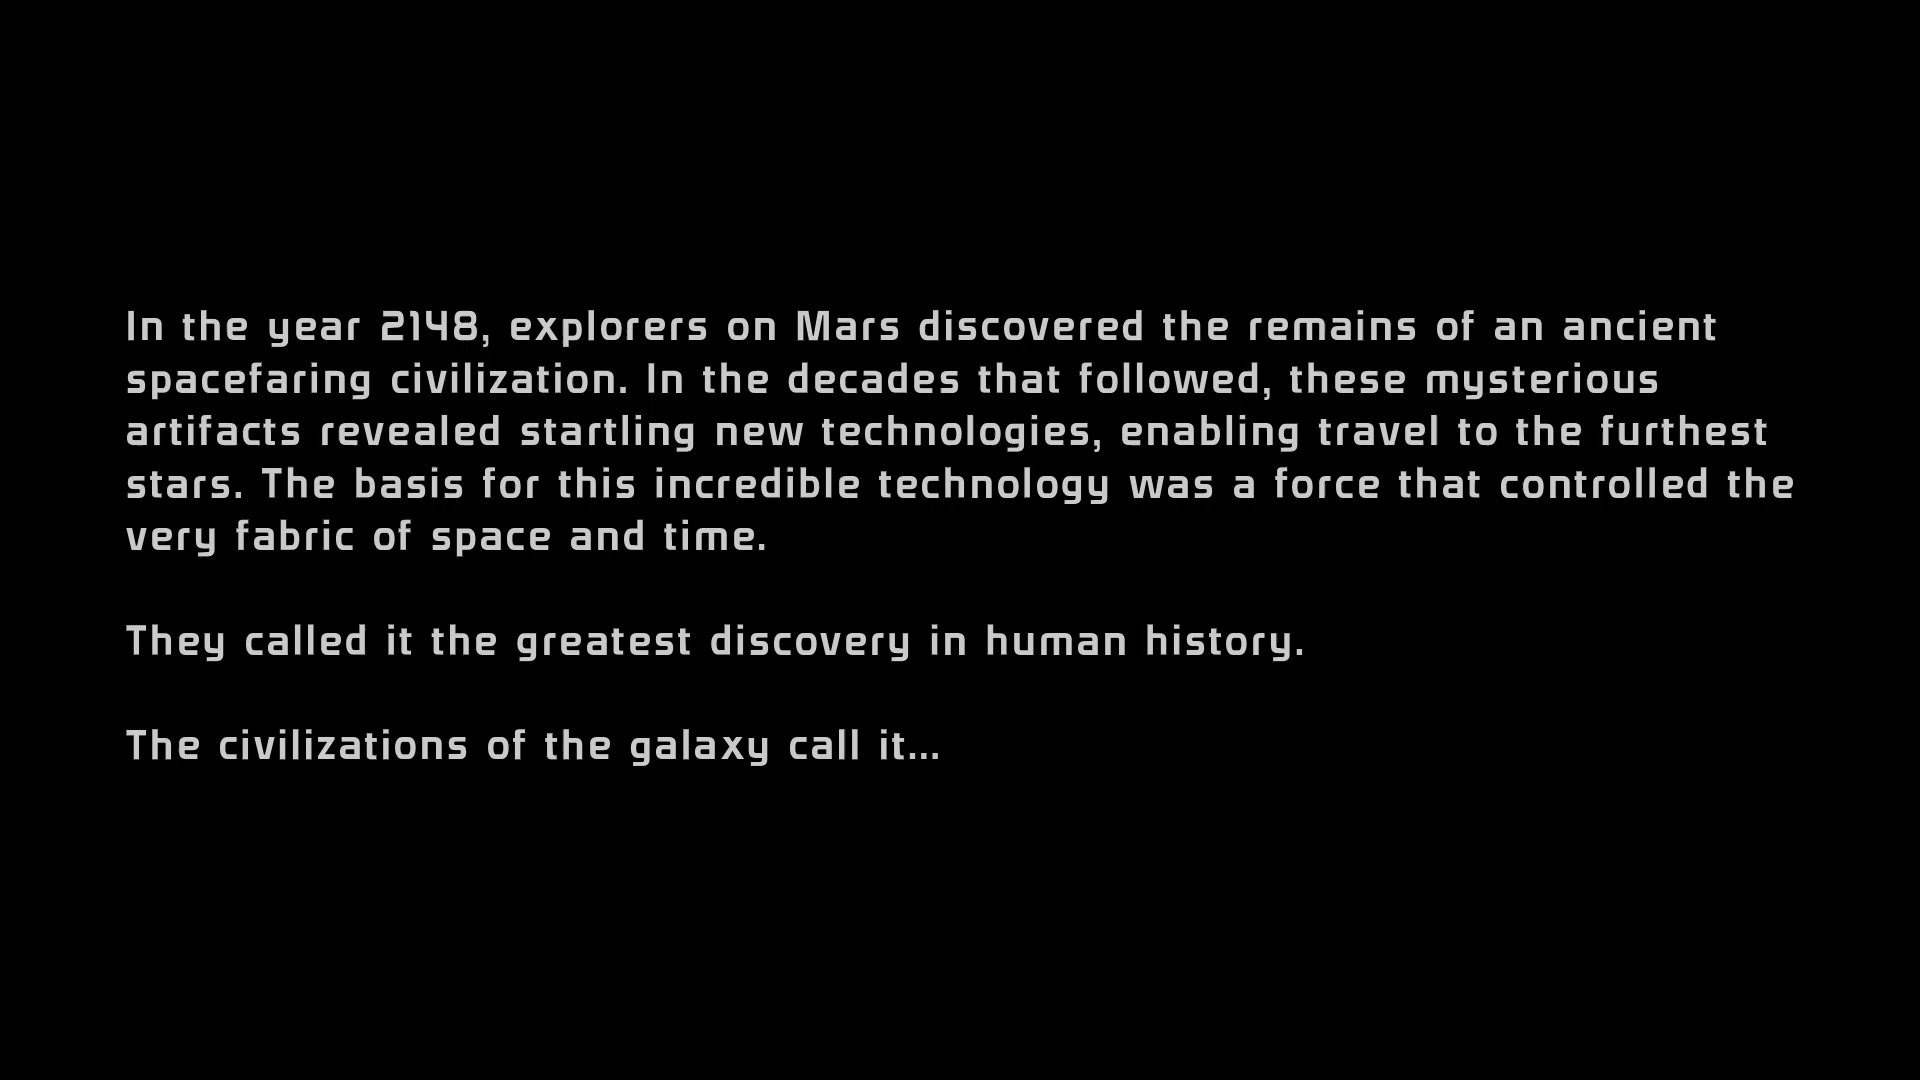 In the year 2148, explorers on Mars discovered the remains of an ancient
spacefaring civilization. In the decades that followed, these mysterious
artifacts revealed startling new technologies, enabling travel to the furthest
stars. The basis for this incredible technology was a force that controlled the
very fabric of space and time.
They called it the greatest discovery in human history.
The civilizations of the galaxy call it...